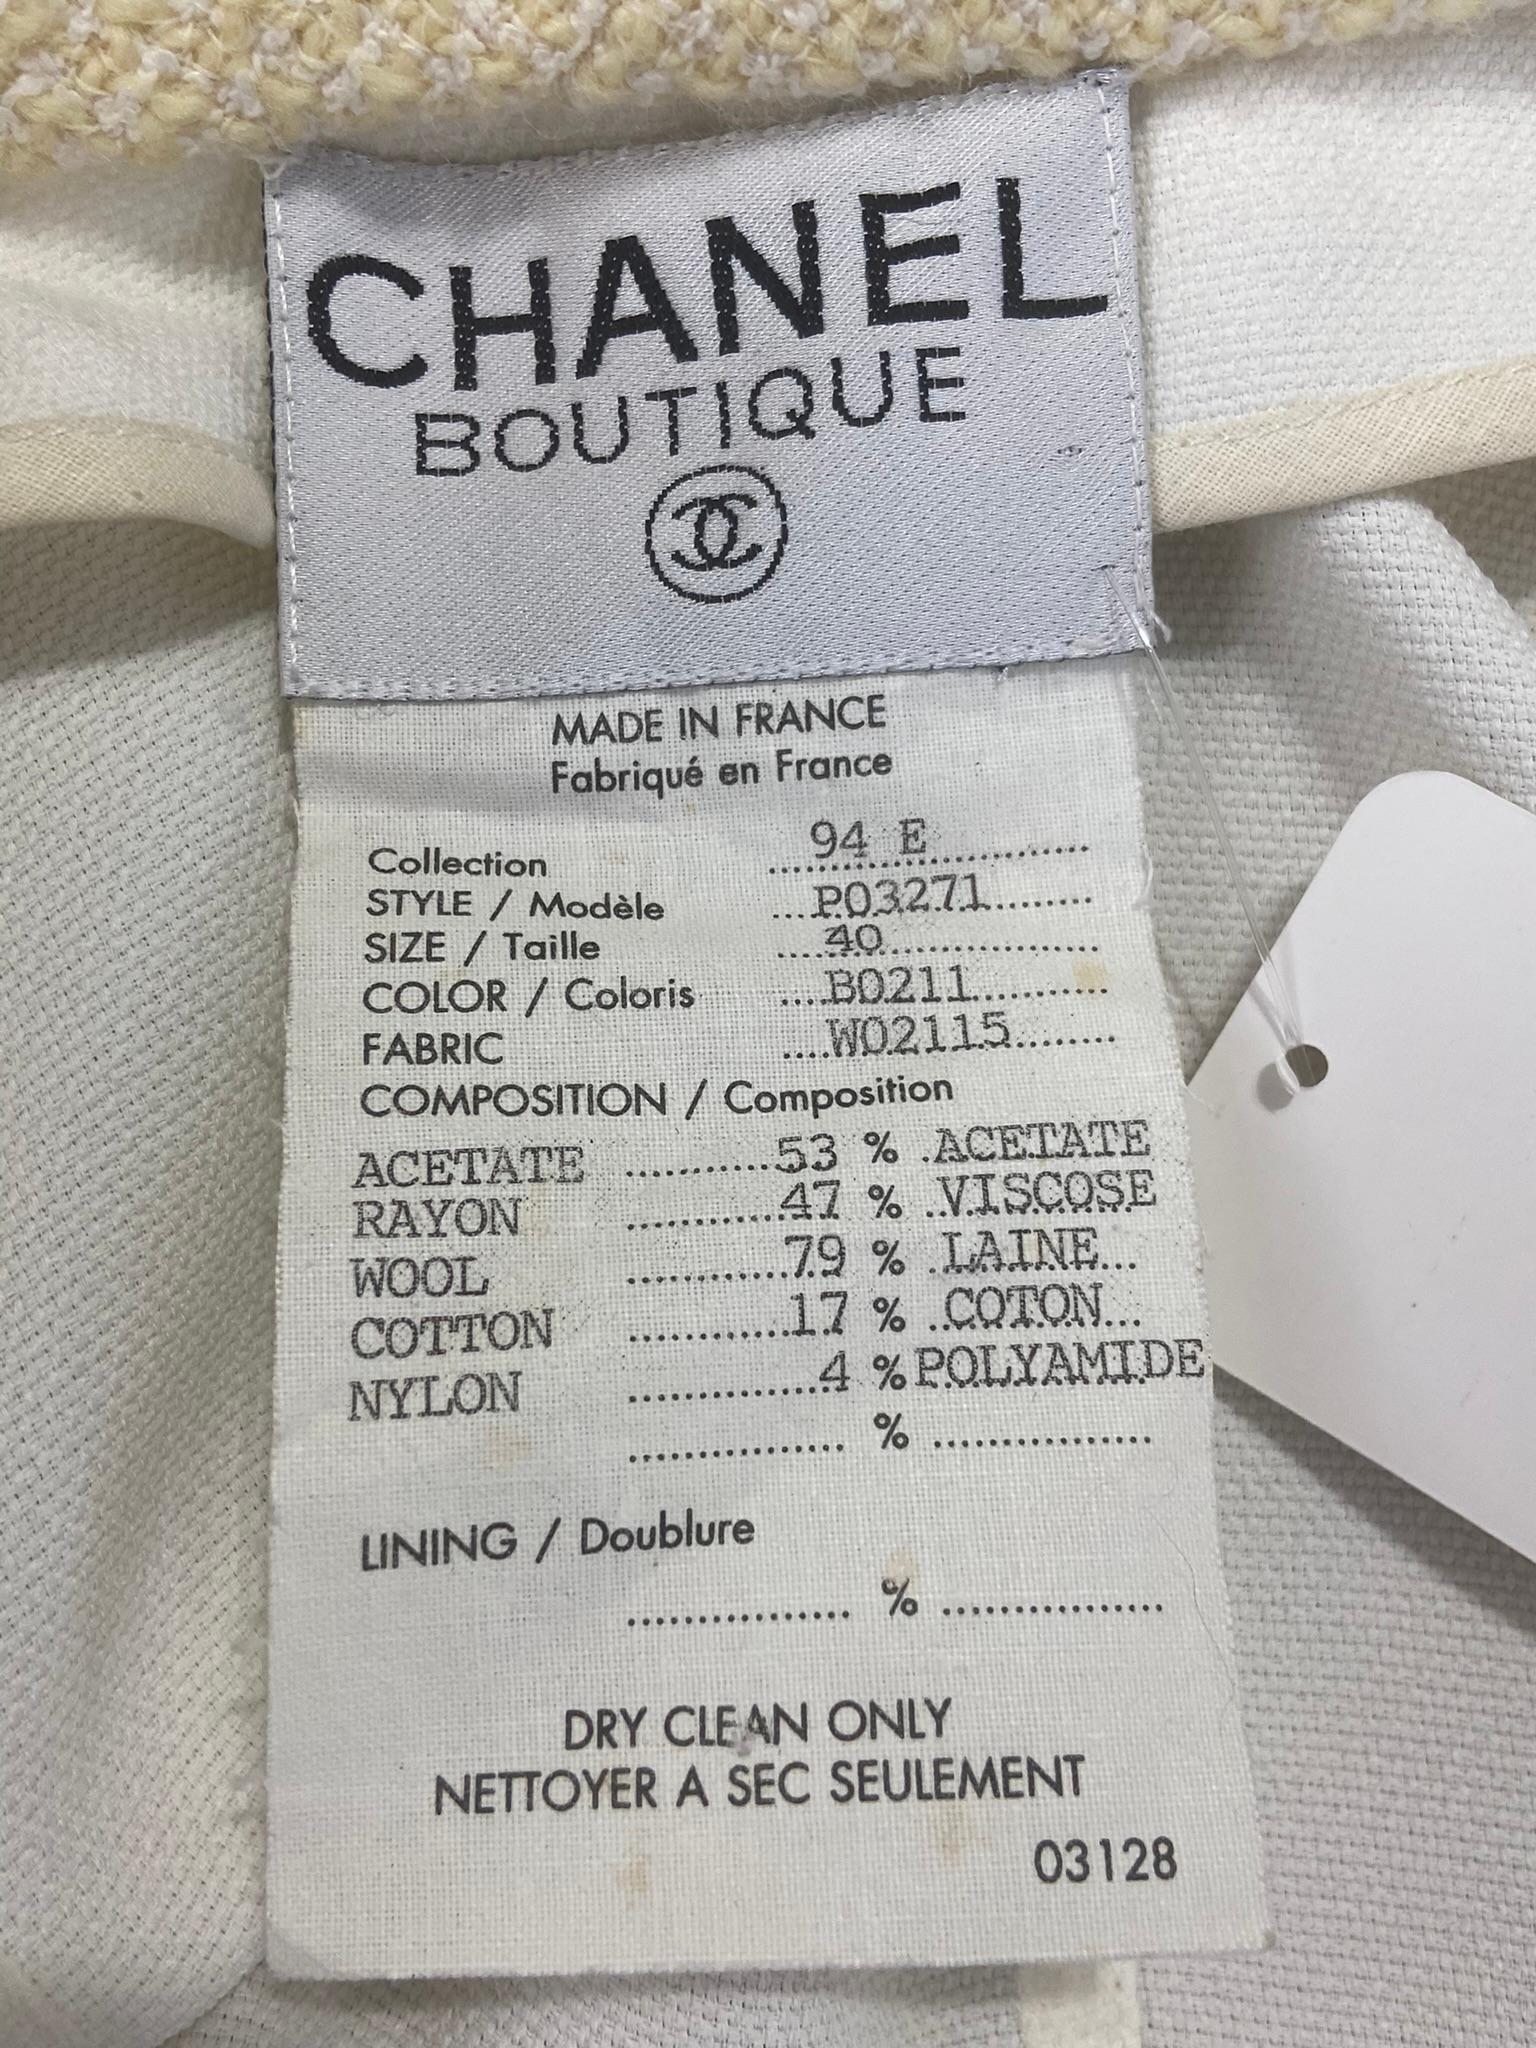 CHANEL
BOUTIQUE
MADE IN FRANCE
Fabriqué en France
Collection ........94 E.............
STYLE / Modèle ....P03271.........
SIZE / Taille ....40...................
COLOR / Coloris ....B0211...........
FABRIC ....W02115.........
COMPOSITION / Composition
ACETATE ............53 % .ACETATE
RAYON ............47 % ..VISCOSE
WOOL ............79 % .LAINE...
COTTON ............17 % ..COTON...
NYLON ..............4 % POLYAMIDE
................ % ................
LINING / Doublure
................ % ................
DRY CLEAN ONLY
NETTOYER A SEC SEULEMENT
03128